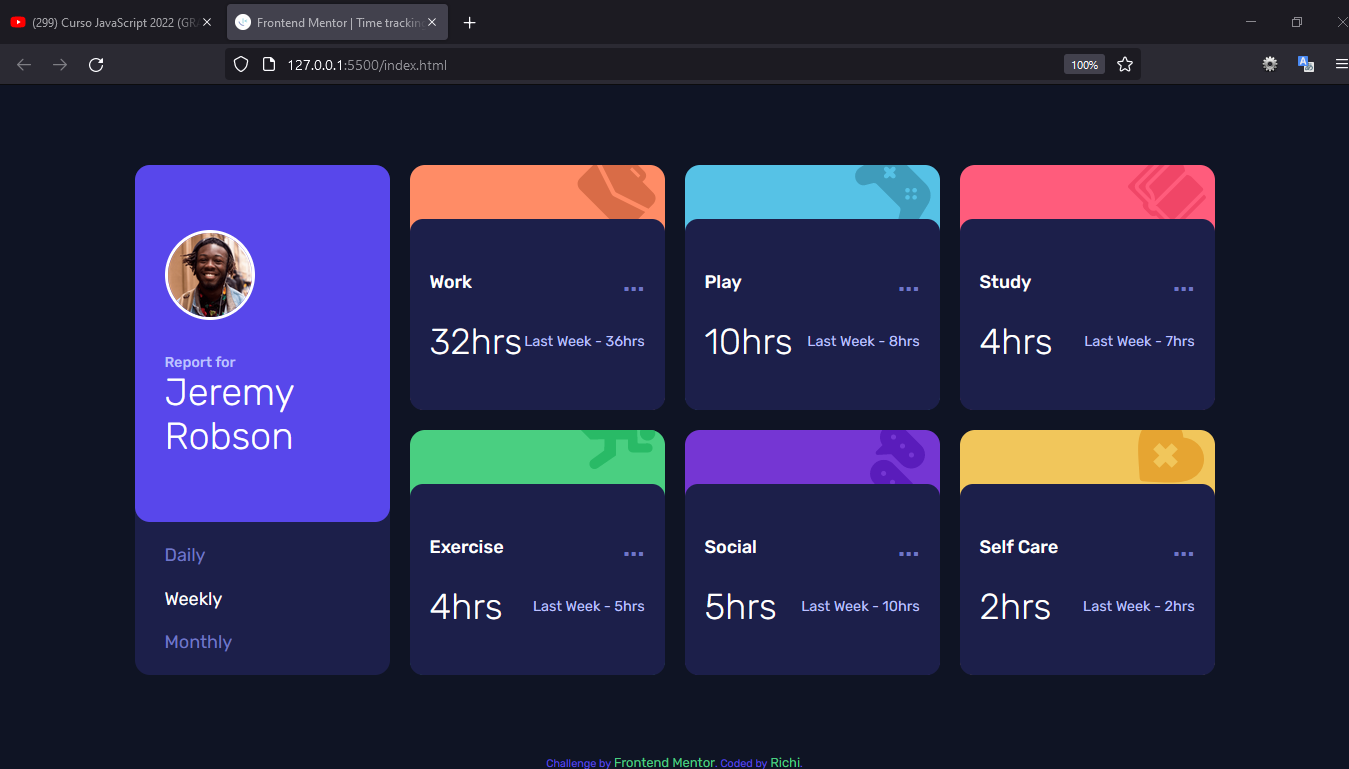 (299) Curso JavaScript 2022 (GRA
Frontend Mentor | Time tracking
127.0.0.1:5500/index.html
100%
Report for
Jeremy
Robson
Daily
Weekly
Monthly
Work
32hrs Last Week - 36hrs
Play
10hrs Last Week - 8hrs
Study
4hrs Last Week - 7hrs
Exercise
4hrs Last Week - 5hrs
Social
5hrs Last Week - 10hrs
Self Care
2hrs Last Week - 2hrs
Challenge by Frontend Mentor. Coded by Richi.